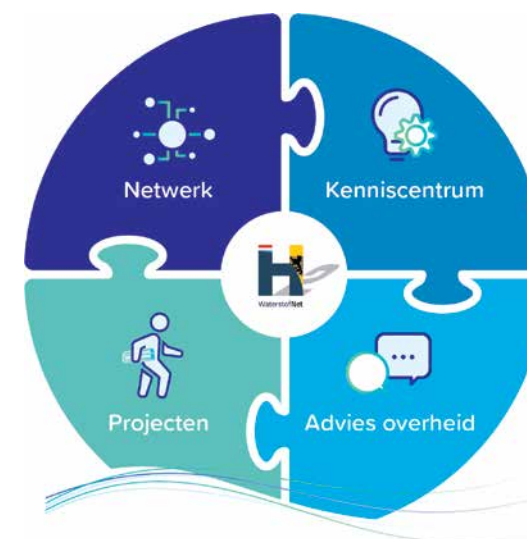 Netwerk
Kenniscentrum
WaterstofNet
Projecten
Advies overheid